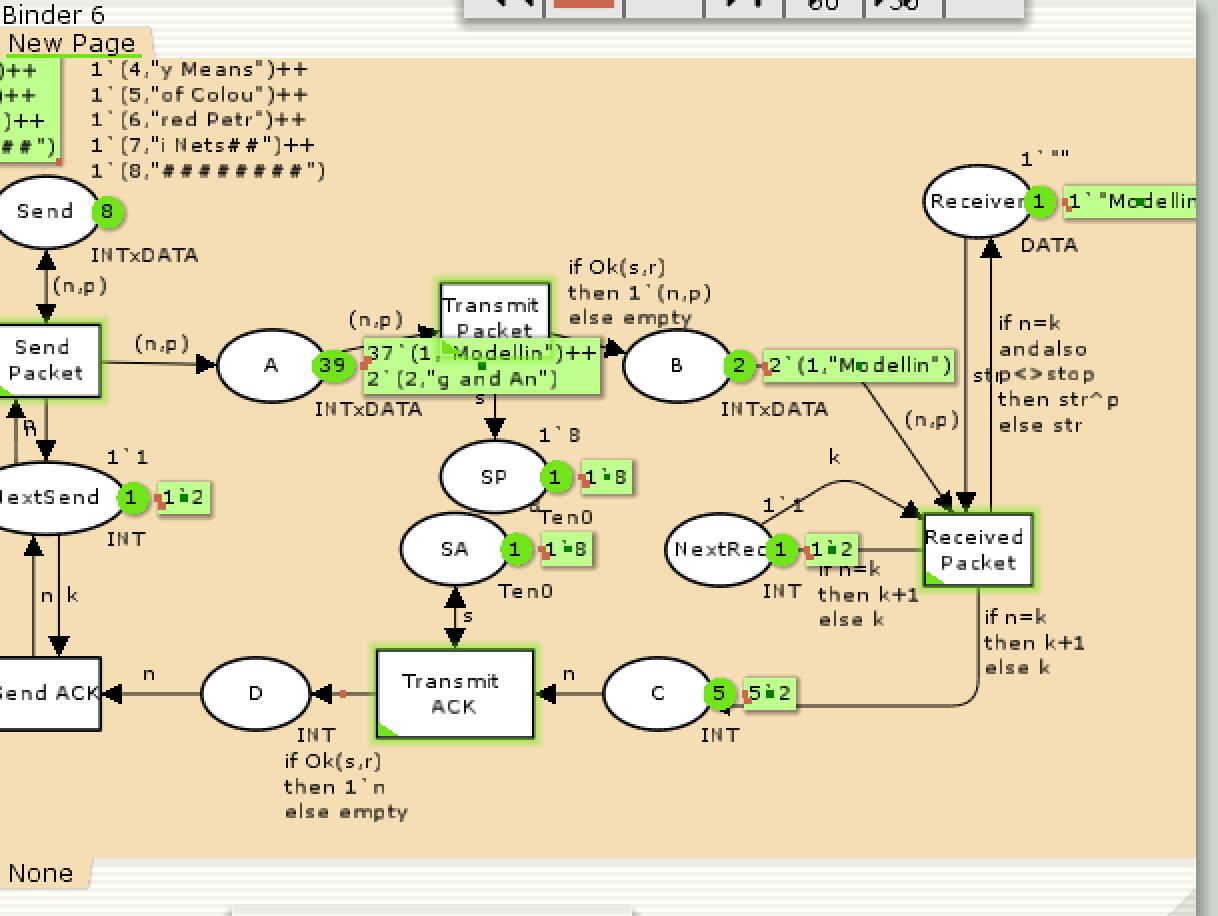 Binder 6
New Page
)++
)++
)++
##")
1`(4,"y Means")++
1`(5,"of Colou")++
1`(6,"red Petr")++
1`(7,"i Nets##")++
1`(8,"########")
Send
8
INTxDATA
(n,p)
Send
Packet
(n,p)
A
39
37`(1,"Modellin")++
2`(2,"g and An")
INTxDATA
(n,p)
Transmit
Packet
if Ok(s,r)
then 1`(n,p)
else empty
B
2
2`(1,"Modellin")
INTxDATA
(n,p)
1`""
Receiver
1
1`"Modellin
DATA
if n=k
andalso
p<>stop
then str^p
else str
s
1`8
SP
1
1`8
Ten0
SA
1
1`8
Ten0
s
1`1
NextSend
1
1`2
INT
n
k
k
1`1
NextRec
1
1`2
INT
if n=k
then k+1
else k
Received
Packet
if n=k
then k+1
else k
Send ACK
n
D
INT
if Ok(s,r)
then 1`n
else empty
Transmit
ACK
n
C
5
5`2
INT
None